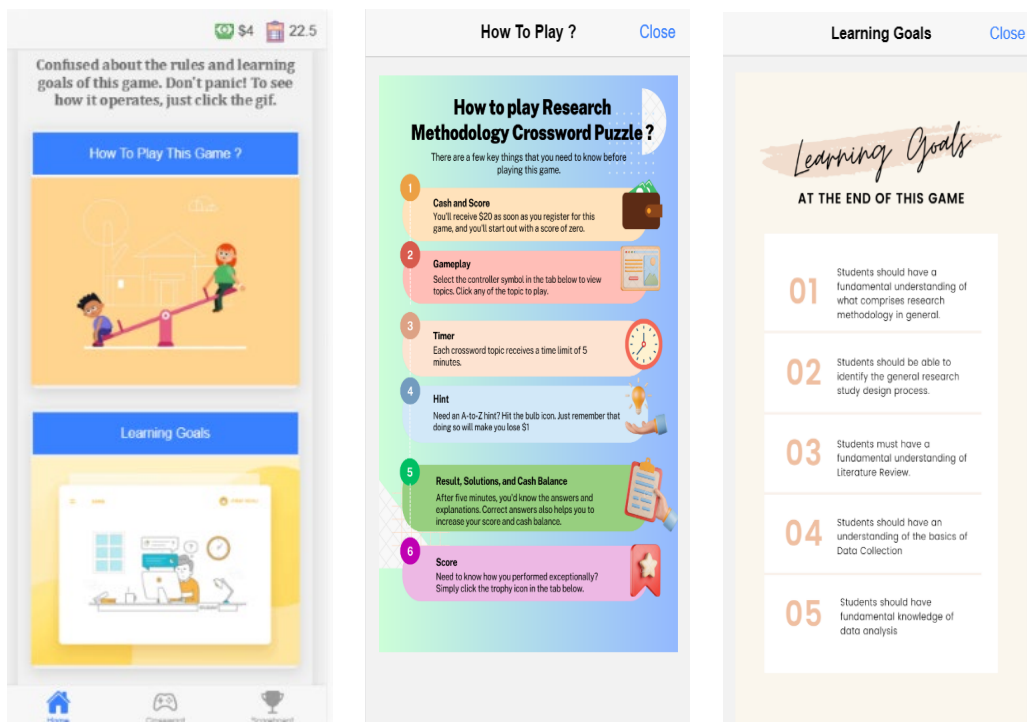 $4 22.5
Confused about the rules and learning
goals of this game. Don't panic! To see
how it operates, just click the gif.
How To Play This Game ?
Learning Goals
Home
Crossword
Scoreboard
How To Play ? Close
How to play Research
Methodology Crossword Puzzle ?
There are a few key things that you need to know before
playing this game.
1
Cash and Score
You'll receive $20 as soon as you register for this
game, and you'll start out with a score of zero.
2
Gameplay
Select the controller symbol in the tab below to view
topics. Click any of the topic to play.
3
Timer
Each crossword topic receives a time limit of 5
minutes.
4
Hint
Need an A-to-Z hint? Hit the bulb icon. Just remember that
doing so will make you lose $1
5
Result, Solutions, and Cash Balance
After five minutes, you'd know the answers and
explanations. Correct answers also helps you to
increase your score and cash balance.
6
Score
Need to know how you performed exceptionally?
Simply click the trophy icon in the tab below.
Learning Goals Close
Learning Goals
AT THE END OF THIS GAME
01
Students should have a
fundamental understanding of
what comprises research
methodology in general.
02
Students should be able to
identify the general research
study design process.
03
Students must have a
fundamental understanding of
Literature Review.
04
Students should have an
understanding of the basics of
Data Collection
05
Students should have
fundamental knowledge of
data analysis